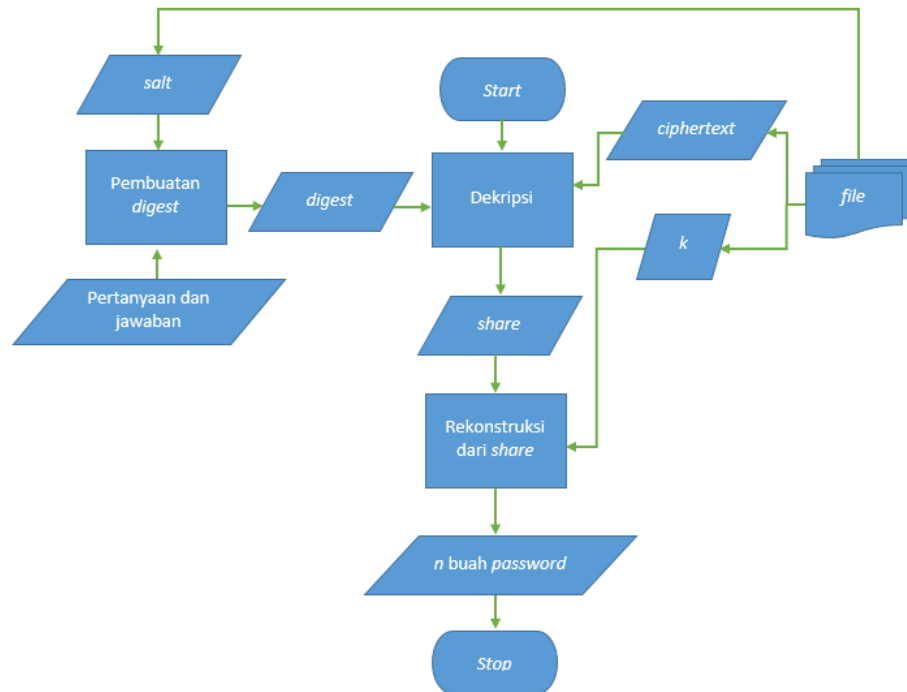 salt
Start
ciphertext
Pembuatan
digest
digest
Dekripsi
file
k
Pertanyaan dan
jawaban
share
Rekonstruksi
dari share
n buah password
Stop